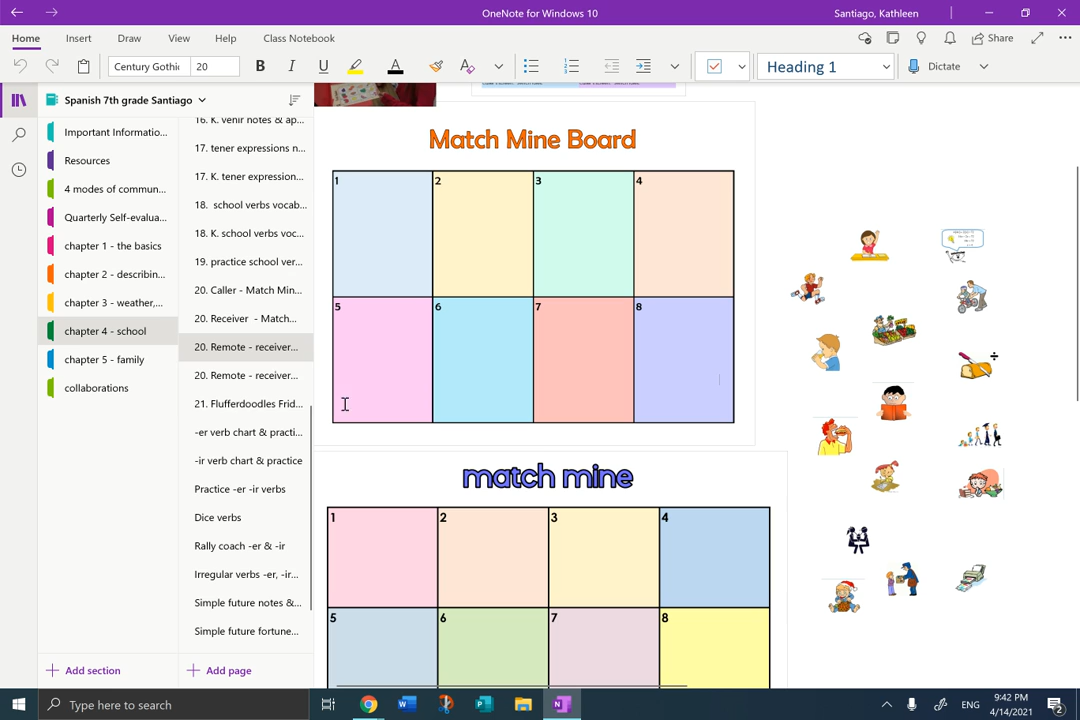 OneNote for Windows 10
Santiago, Kathleen
Home Insert Draw View Help Class Notebook
Share
Century Gothic 20 B I U A Heading 1 Dictate
Spanish 7th grade Santiago
Important Informatio...
Resources
4 modes of commun...
Quarterly Self-evalua...
chapter 1 - the basics
chapter 2 - describin...
chapter 3 - weather,...
chapter 4 - school
chapter 5 - family
collaborations
Add section
16. K. venir notes & ap...
17. tener expressions n...
17. K. tener expression...
18. school verbs vocab...
18. K. school verbs voc...
19. practice school ver...
20. Caller - Match Min...
20. Receiver - Match...
20. Remote - receiver...
20. Remote - receiver...
21. Flufferdoodles Frid...
-er verb chart & practi...
-ir verb chart & practice
Practice -er -ir verbs
Dice verbs
Rally coach -er & -ir
Irregular verbs -er, -ir...
Simple future notes &...
Simple future fortune...
Add page
Match Mine Board
1 2 3 4
5 6 7 8
match mine
1 2 3 4
5 6 7 8
Type here to search
ENG
9:42 PM
4/14/2021
2